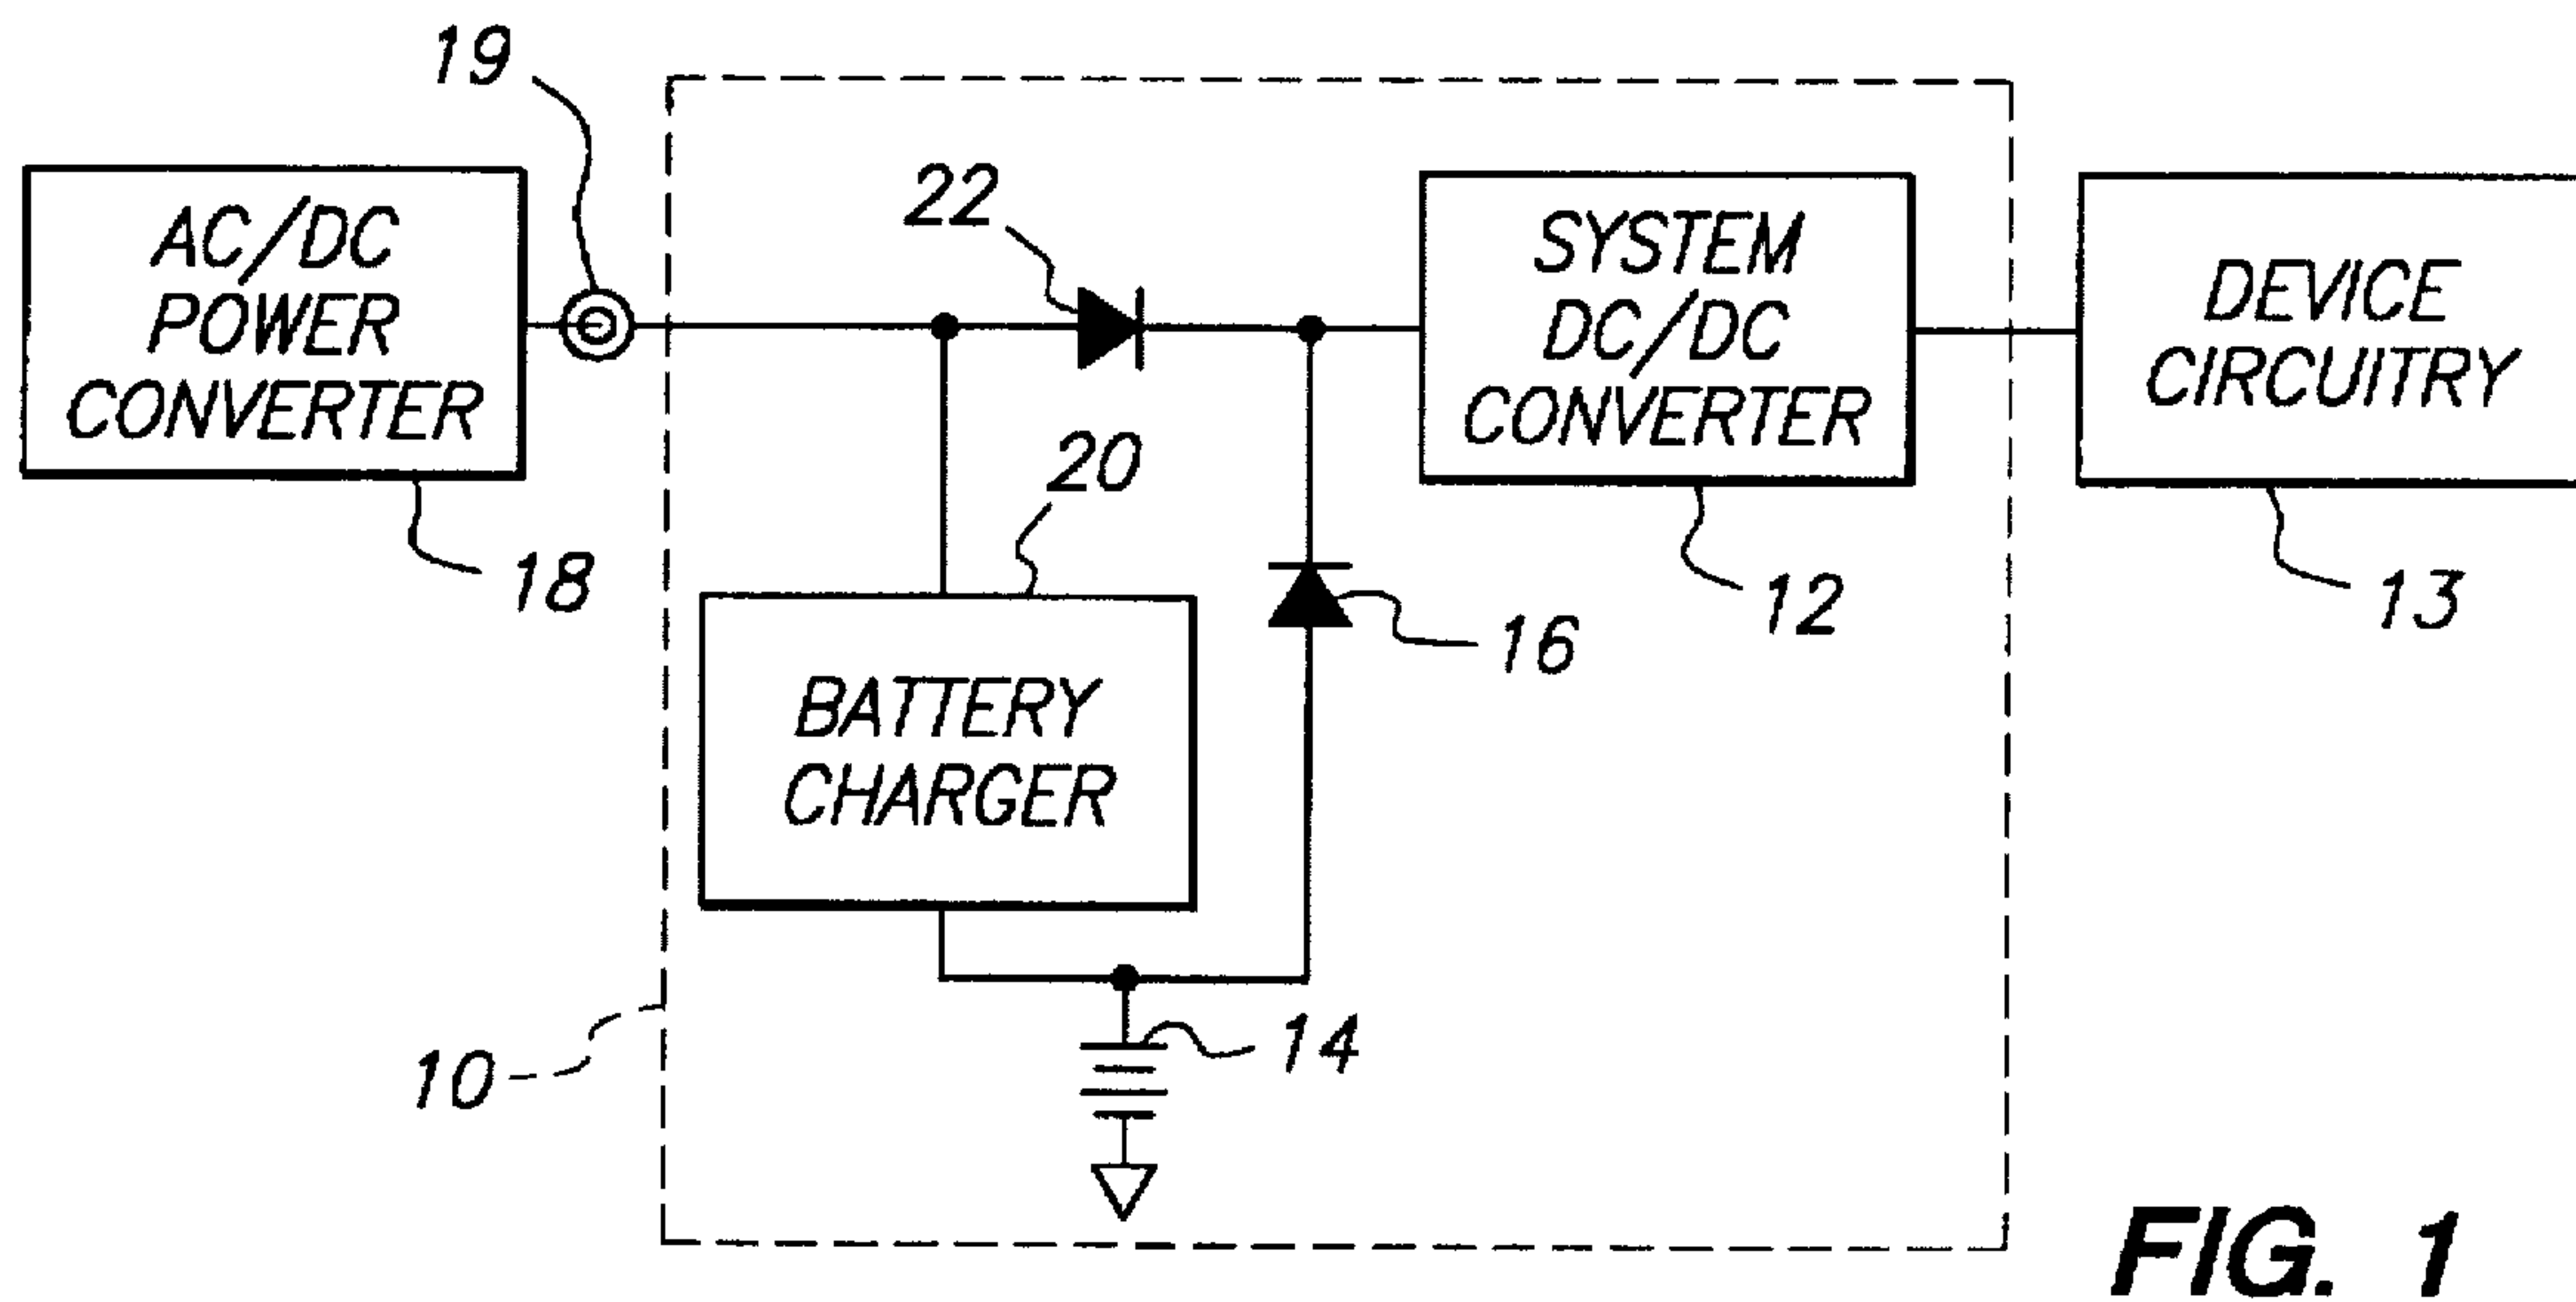 19
AC/DC
POWER
CONVERTER
18
22
SYSTEM
DC/DC
CONVERTER
12
DEVICE
CIRCUITRY
13
20
BATTERY
CHARGER
16
14
10
FIG. 1